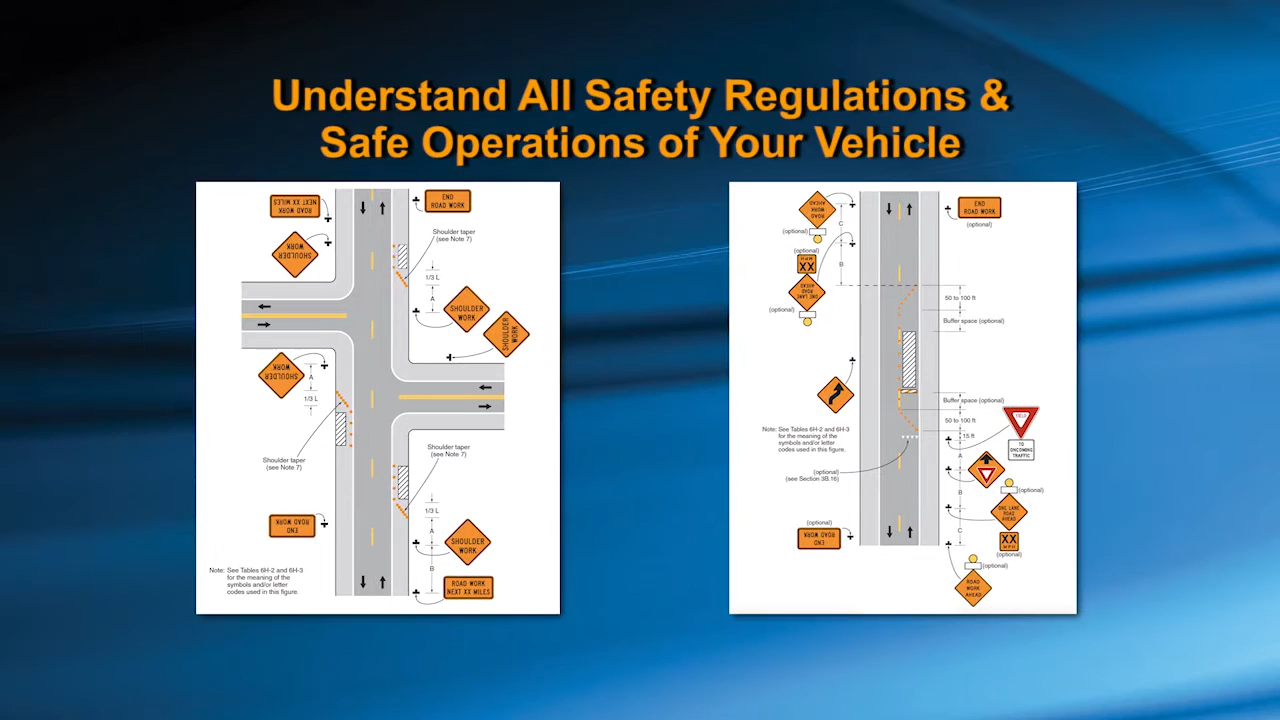 Understand All Safety Regulations &
Safe Operations of Your Vehicle
ROAD WORK
NEXT XX MILES
END
ROAD WORK
SHOULDER
WORK
Shoulder taper
(see Note 7)
1/3 L
A
SHOULDER
WORK
SHOULDER
WORK
SHOULDER
WORK
A
1/3 L
Shoulder taper
(see Note 7)
Shoulder taper
(see Note 7)
1/3 L
A
END
ROAD WORK
SHOULDER
WORK
B
ROAD WORK
NEXT XX MILES
Note: See Tables 6H-2 and 6H-3
for the meaning of the
symbols and/or letter
codes used in this figure.
ROAD
WORK
AHEAD
(optional)
C
END
ROAD WORK
(optional)
(optional)
XX
MPH
B
ONE LANE
ROAD
AHEAD
(optional)
50 to 100 ft
Buffer space (optional)
Buffer space (optional)
50 to 100 ft
15 ft
YIELD
TO
ONCOMING
TRAFFIC
Note: See Tables 6H-2 and 6H-3
for the meaning of the
symbols and/or letter
codes used in this figure.
(optional)
(see Section 3B.16)
A
B
(optional)
ONE LANE
ROAD
AHEAD
C
XX
MPH
(optional)
(optional)
END
ROAD WORK
(optional)
ROAD
WORK
AHEAD